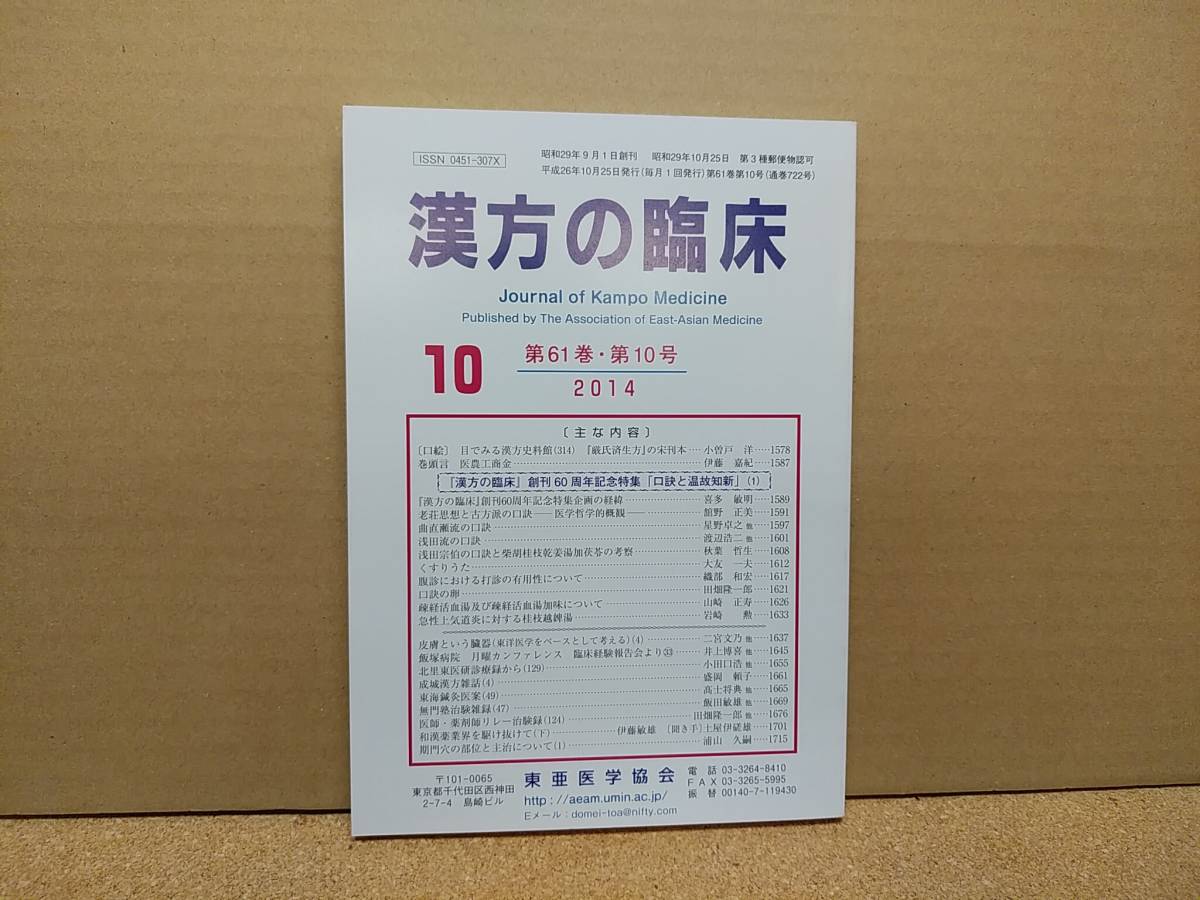 ISSN 0451-307X
昭和29年9月1日創刊 昭和29年10月25日 第3種郵便物認可
平成26年10月25日発行(毎月1回発行)第61巻第10号(通巻722号)
漢方の臨床
Journal of Kampo Medicine
Published by The Association of East-Asian Medicine
10
第61巻・第10号
2014
〔主な内容〕
〔口絵〕 目でみる漢方史料館(314) 『厳氏済生方』の宋刊本‥‥小曽戸 洋‥‥1578
巻頭言 医農工商金……伊藤 嘉紀‥‥1587
『漢方の臨床』創刊60周年記念特集「口訣と温故知新」(1)
『漢方の臨床』創刊60周年記念特集企画の経緯……喜多 敏明‥‥1589
老荘思想と古方派の口訣――医学哲学的概観――……舘野 正美‥‥1591
曲直瀬流の口訣……星野卓之 他‥‥1597
浅田流の口訣……渡辺浩二 他‥‥1601
浅田宗伯の口訣と柴胡桂枝乾姜湯加茯苓の考察……秋葉 哲生‥‥1608
くすりうた……大友 一夫‥‥1612
腹診における打診の有用性について……織部 和宏‥‥1617
口訣の卵……田畑隆一郎‥‥1621
疎経活血湯及び疎経活血湯加味について……山崎 正寿‥‥1626
急性上気道炎に対する桂枝越婢湯……岩崎 勲‥‥1633
皮膚という臓器(東洋医学をベースとして考える)(4)……二宮文乃 他‥‥1637
飯塚病院 月曜カンファレンス 臨床経験報告会より㉝……井上博喜 他‥‥1645
北里東医研診療録から(129)……小田口浩 他‥‥1655
成城漢方雑話(4)……盛岡 頼子‥‥1661
東海鍼灸医案(49)……髙士将典 他‥‥1665
無門塾治験雑録(47)……飯田敏雄 他‥‥1669
医師・薬剤師リレー治験録(124)……田畑隆一郎 他‥‥1676
和漢薬業界を駆け抜けて(下)……伊藤敏雄 〔聞き手〕土屋伊磋雄‥‥1701
期門穴の部位と主治について(1)……浦山 久嗣‥‥1715
〒101-0065
東京都千代田区西神田
2-7-4 島崎ビル
東亜医学協会
http://aeam.umin.ac.jp/
Eメール:domei-toa@nifty.com
電話 03-3264-8410
FAX 03-3265-5995
振替 00140-7-119430